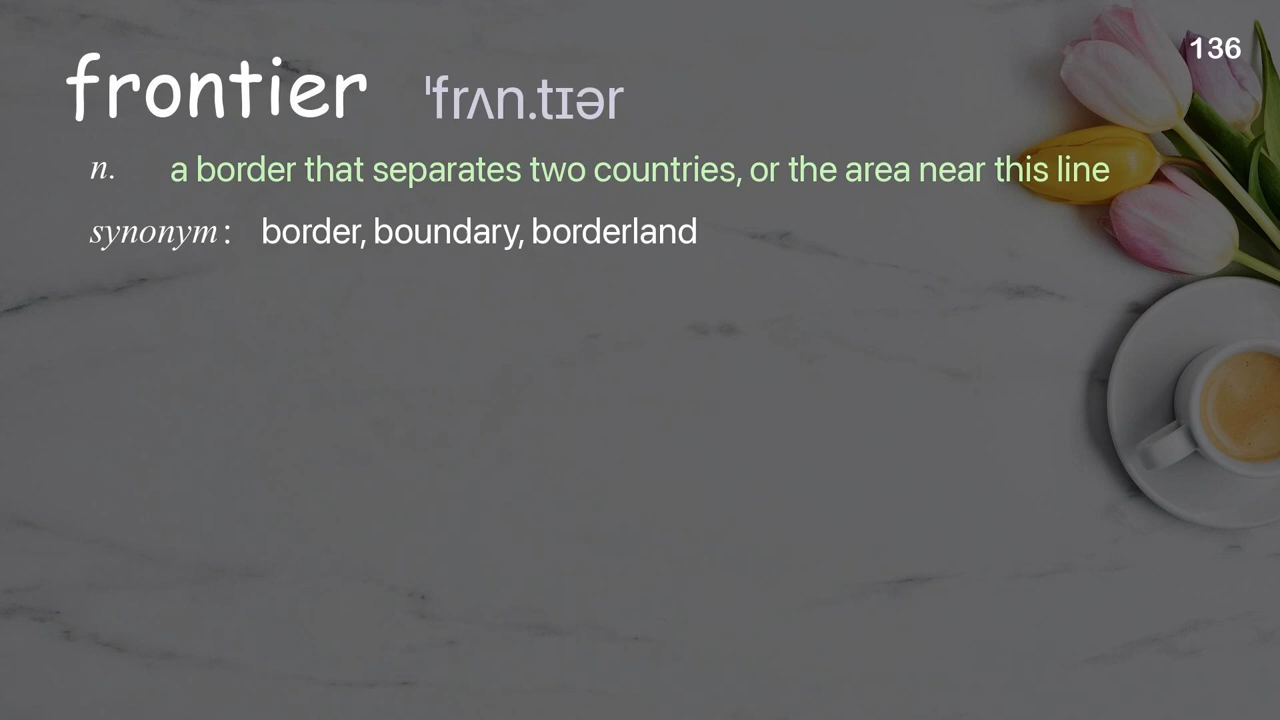 136
frontier ˈfrʌn.tɪər
n. a border that separates two countries, or the area near this line
synonym: border, boundary, borderland